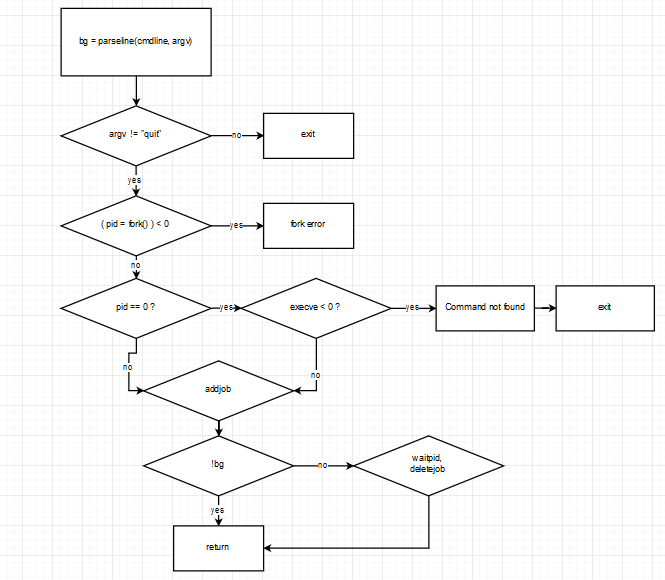 bg = parseline(cmdline, argv)
argv != "quit"
no
exit
yes
( pid = fork() ) < 0
yes
fork error
no
pid == 0 ?
yes
execve < 0 ?
yes
Command not found
exit
no
no
addjob
!bg
no
waitpid,
deletejob
yes
return